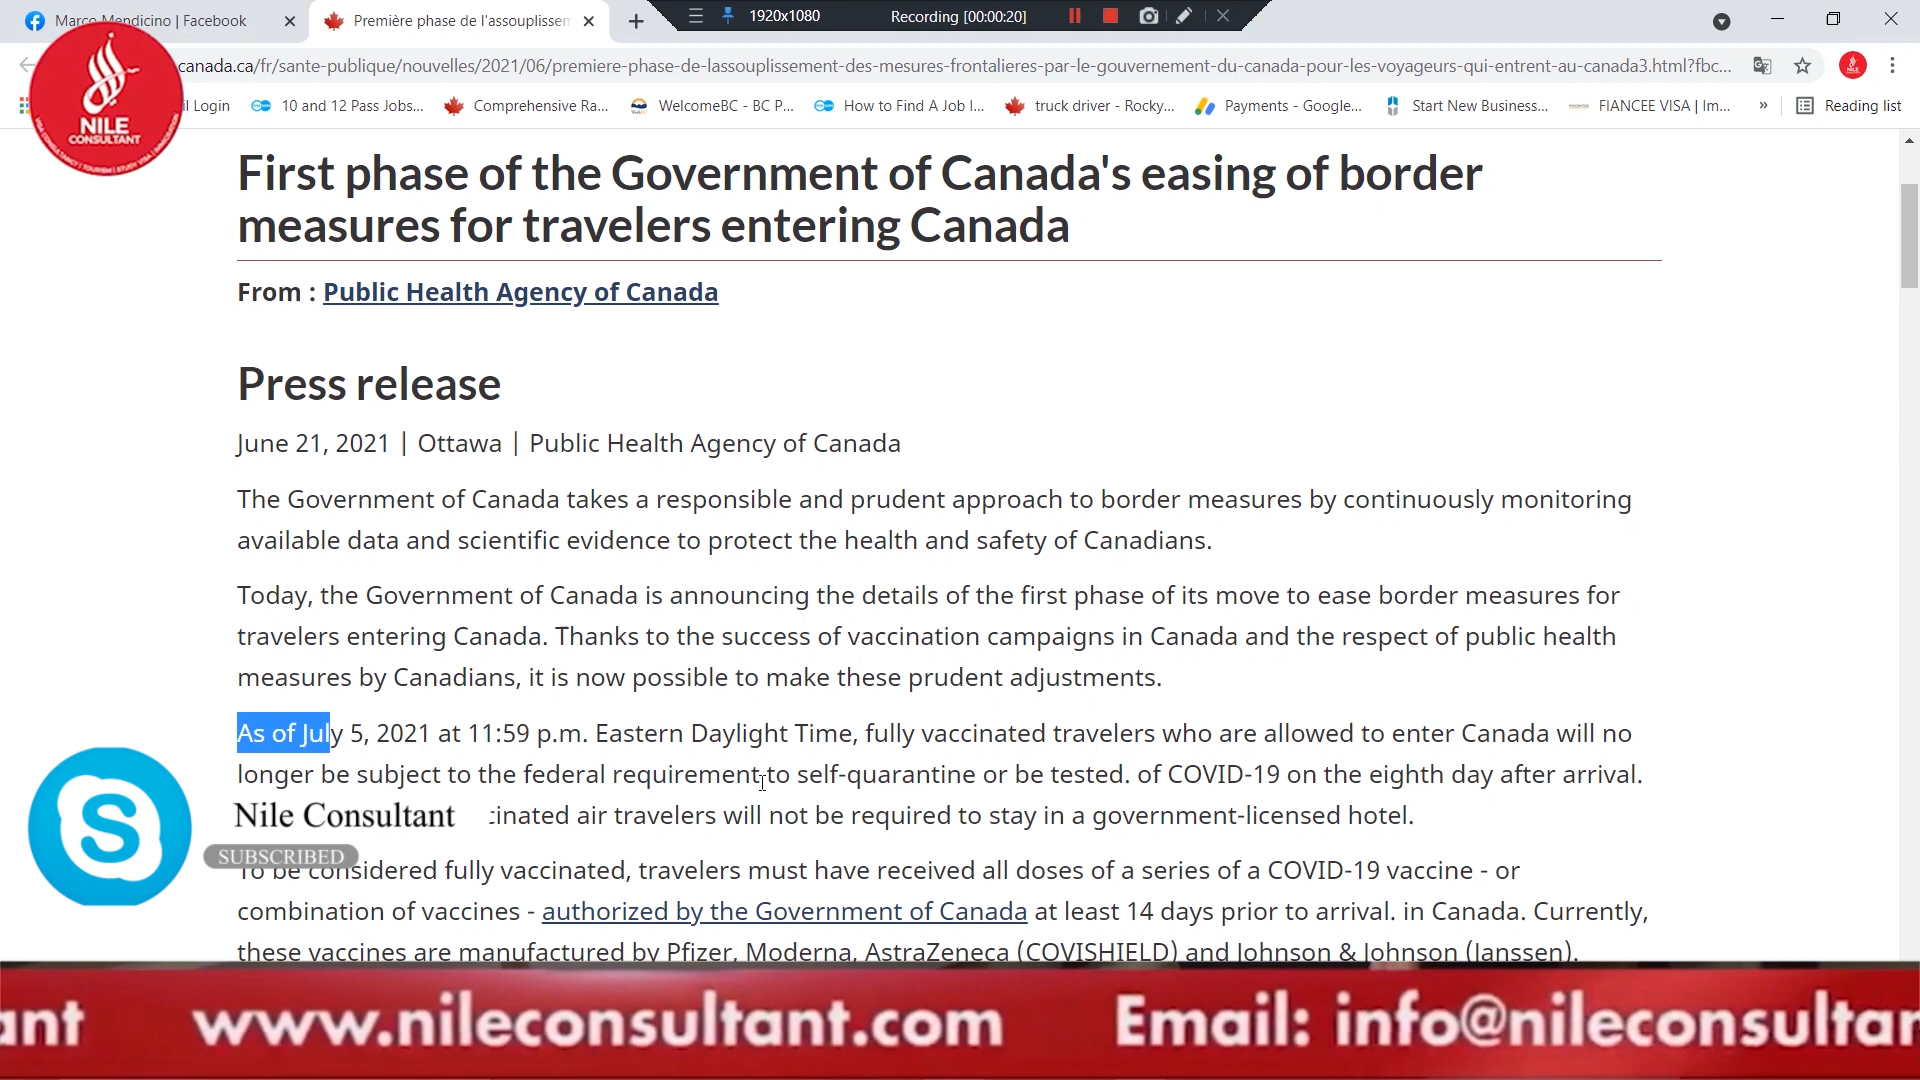 Marco Mendicino | Facebook
Première phase de l'assouplissem
1920x1080
Recording [00:00:20]
canada.ca/fr/sante-publique/nouvelles/2021/06/premiere-phase-de-lassouplissement-des-mesures-frontalieres-par-le-gouvernement-du-canada-pour-les-voyageurs-qui-entrent-au-canada3.html?fbc...
il Login
10 and 12 Pass Jobs...
Comprehensive Ra...
WelcomeBC - BC P...
How to Find A Job I...
truck driver - Rocky...
Payments - Google...
Start New Business...
FIANCEE VISA | Im...
»
Reading list
NILE
CONSULTANT
VISA CONSULTANCY | TOURISM | STUDY VISA | IMMIGRATION
First phase of the Government of Canada's easing of border
measures for travelers entering Canada
From : Public Health Agency of Canada
Press release
June 21, 2021 | Ottawa | Public Health Agency of Canada
The Government of Canada takes a responsible and prudent approach to border measures by continuously monitoring
available data and scientific evidence to protect the health and safety of Canadians.
Today, the Government of Canada is announcing the details of the first phase of its move to ease border measures for
travelers entering Canada. Thanks to the success of vaccination campaigns in Canada and the respect of public health
measures by Canadians, it is now possible to make these prudent adjustments.
As of July 5, 2021 at 11:59 p.m. Eastern Daylight Time, fully vaccinated travelers who are allowed to enter Canada will no
longer be subject to the federal requirement to self-quarantine or be tested. of COVID-19 on the eighth day after arrival.
cinated air travelers will not be required to stay in a government-licensed hotel.
Nile Consultant
SUBSCRIBED
To be considered fully vaccinated, travelers must have received all doses of a series of a COVID-19 vaccine - or
combination of vaccines - authorized by the Government of Canada at least 14 days prior to arrival. in Canada. Currently,
these vaccines are manufactured by Pfizer, Moderna, AstraZeneca (COVISHIELD) and Johnson & Johnson (Janssen).
ant www.nileconsultant.com Email: info@nileconsultan